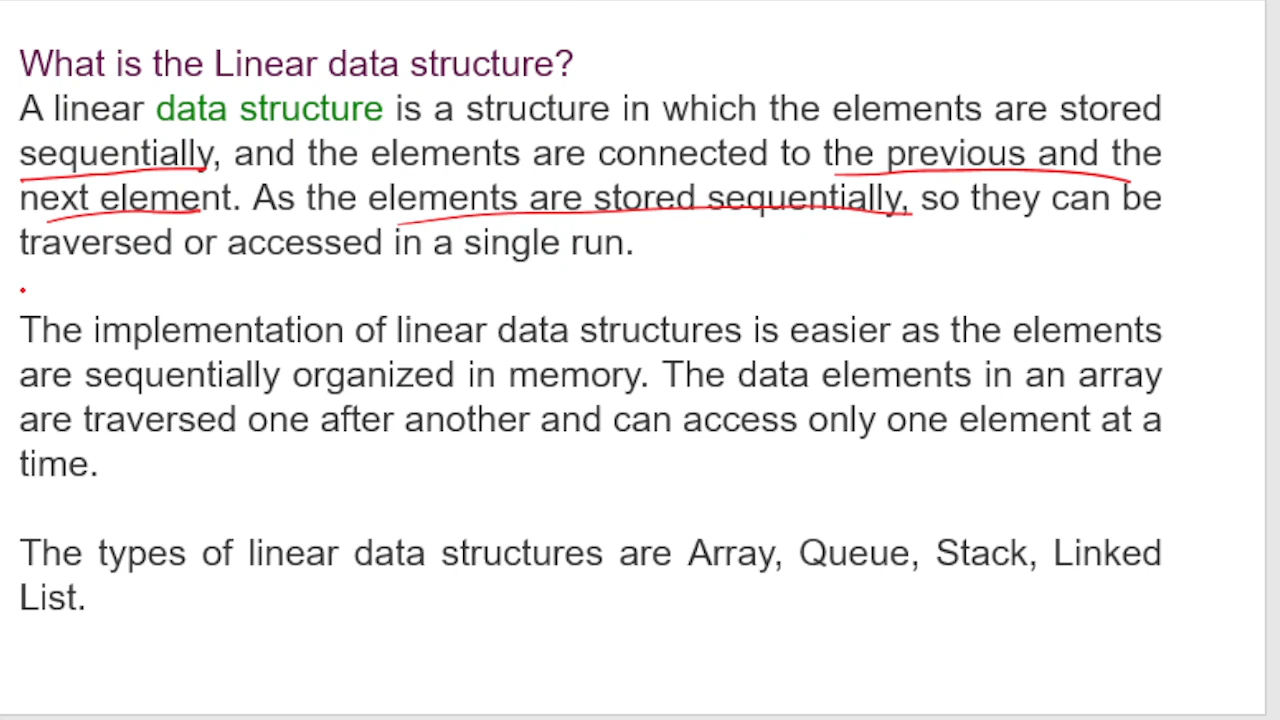 What is the Linear data structure?
A linear data structure is a structure in which the elements are stored
sequentially, and the elements are connected to the previous and the
next element. As the elements are stored sequentially, so they can be
traversed or accessed in a single run.
The implementation of linear data structures is easier as the elements
are sequentially organized in memory. The data elements in an array
are traversed one after another and can access only one element at a
time.
The types of linear data structures are Array, Queue, Stack, Linked
List.